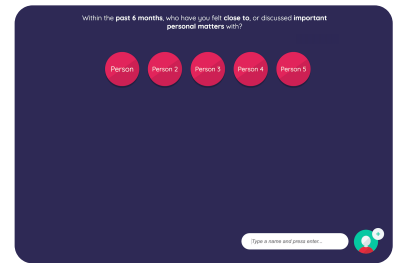 Within the past 6 months, who have you felt close to, or discussed important
personal matters with?
Person
Person 2
Person 3
Person 4
Person 5
Type a name and press enter...
+